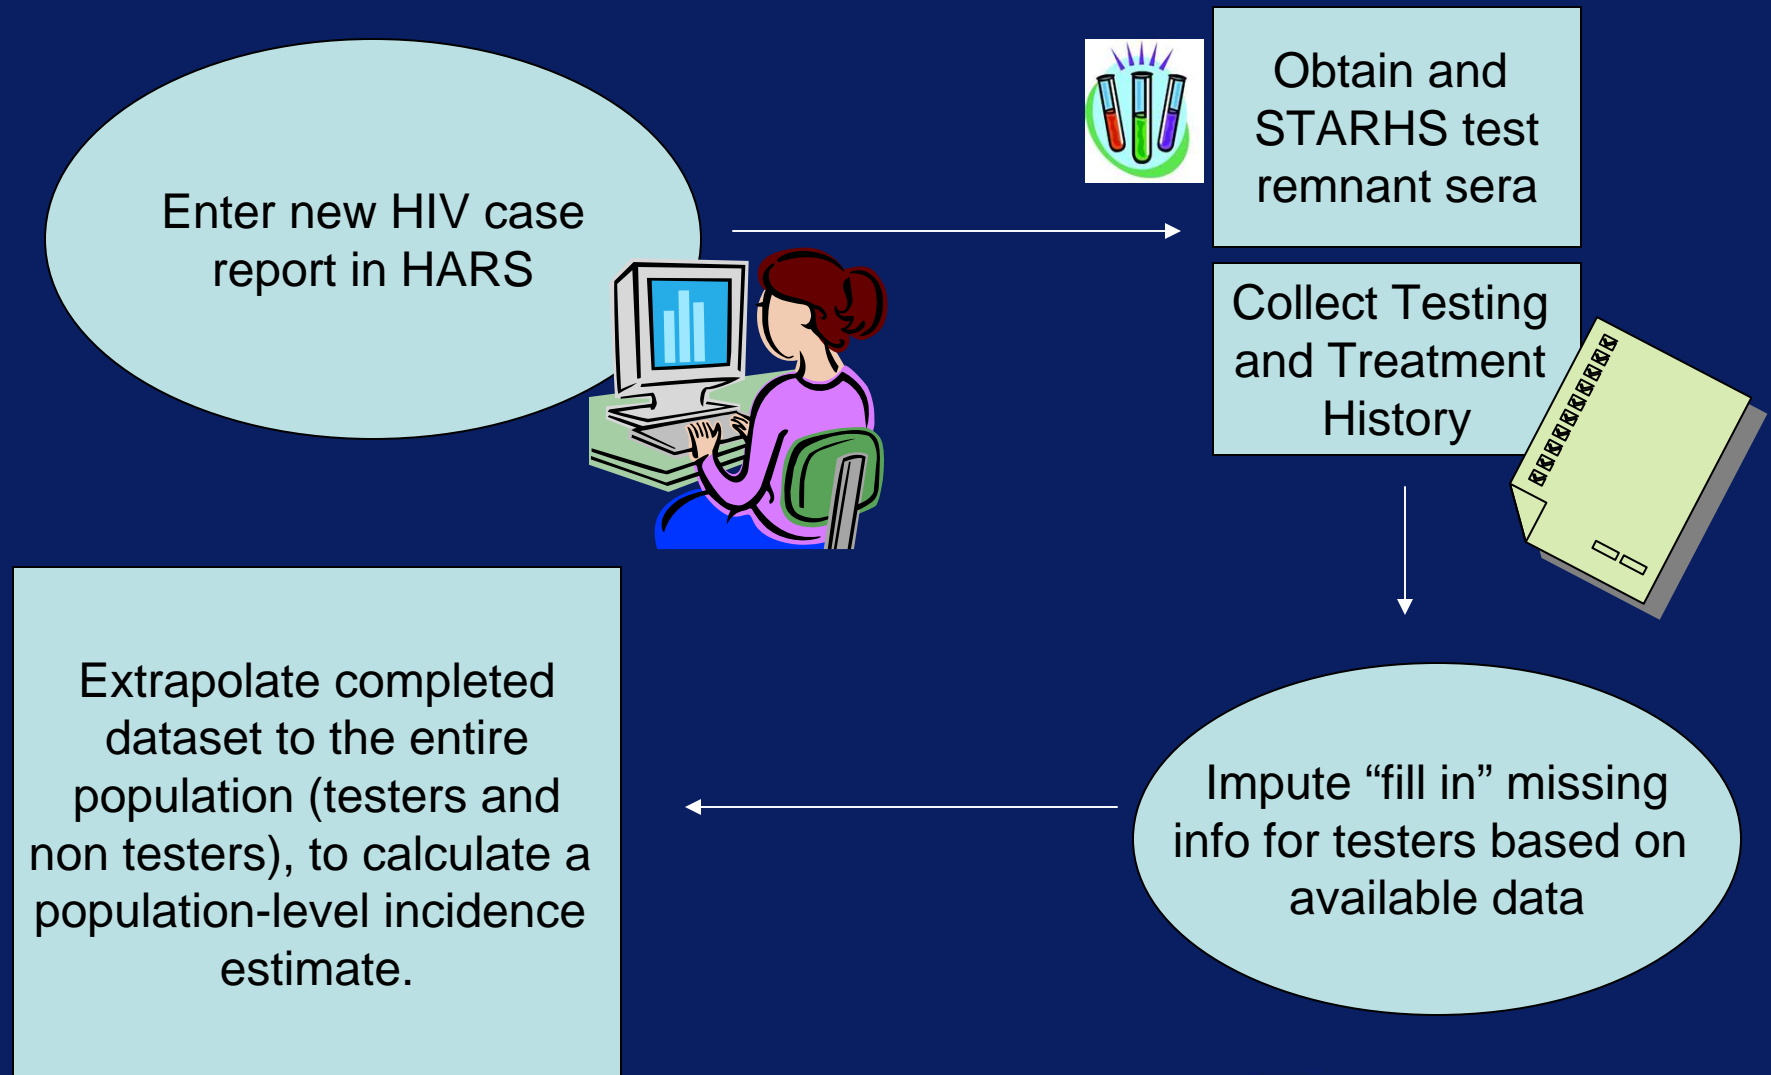 Enter new HIV case
report in HARS
Obtain and
STARHS test
remnant sera
Collect Testing
and Treatment
History
Impute “fill in” missing
info for testers based on
available data
Extrapolate completed
dataset to the entire
population (testers and
non testers), to calculate a
population-level incidence
estimate.